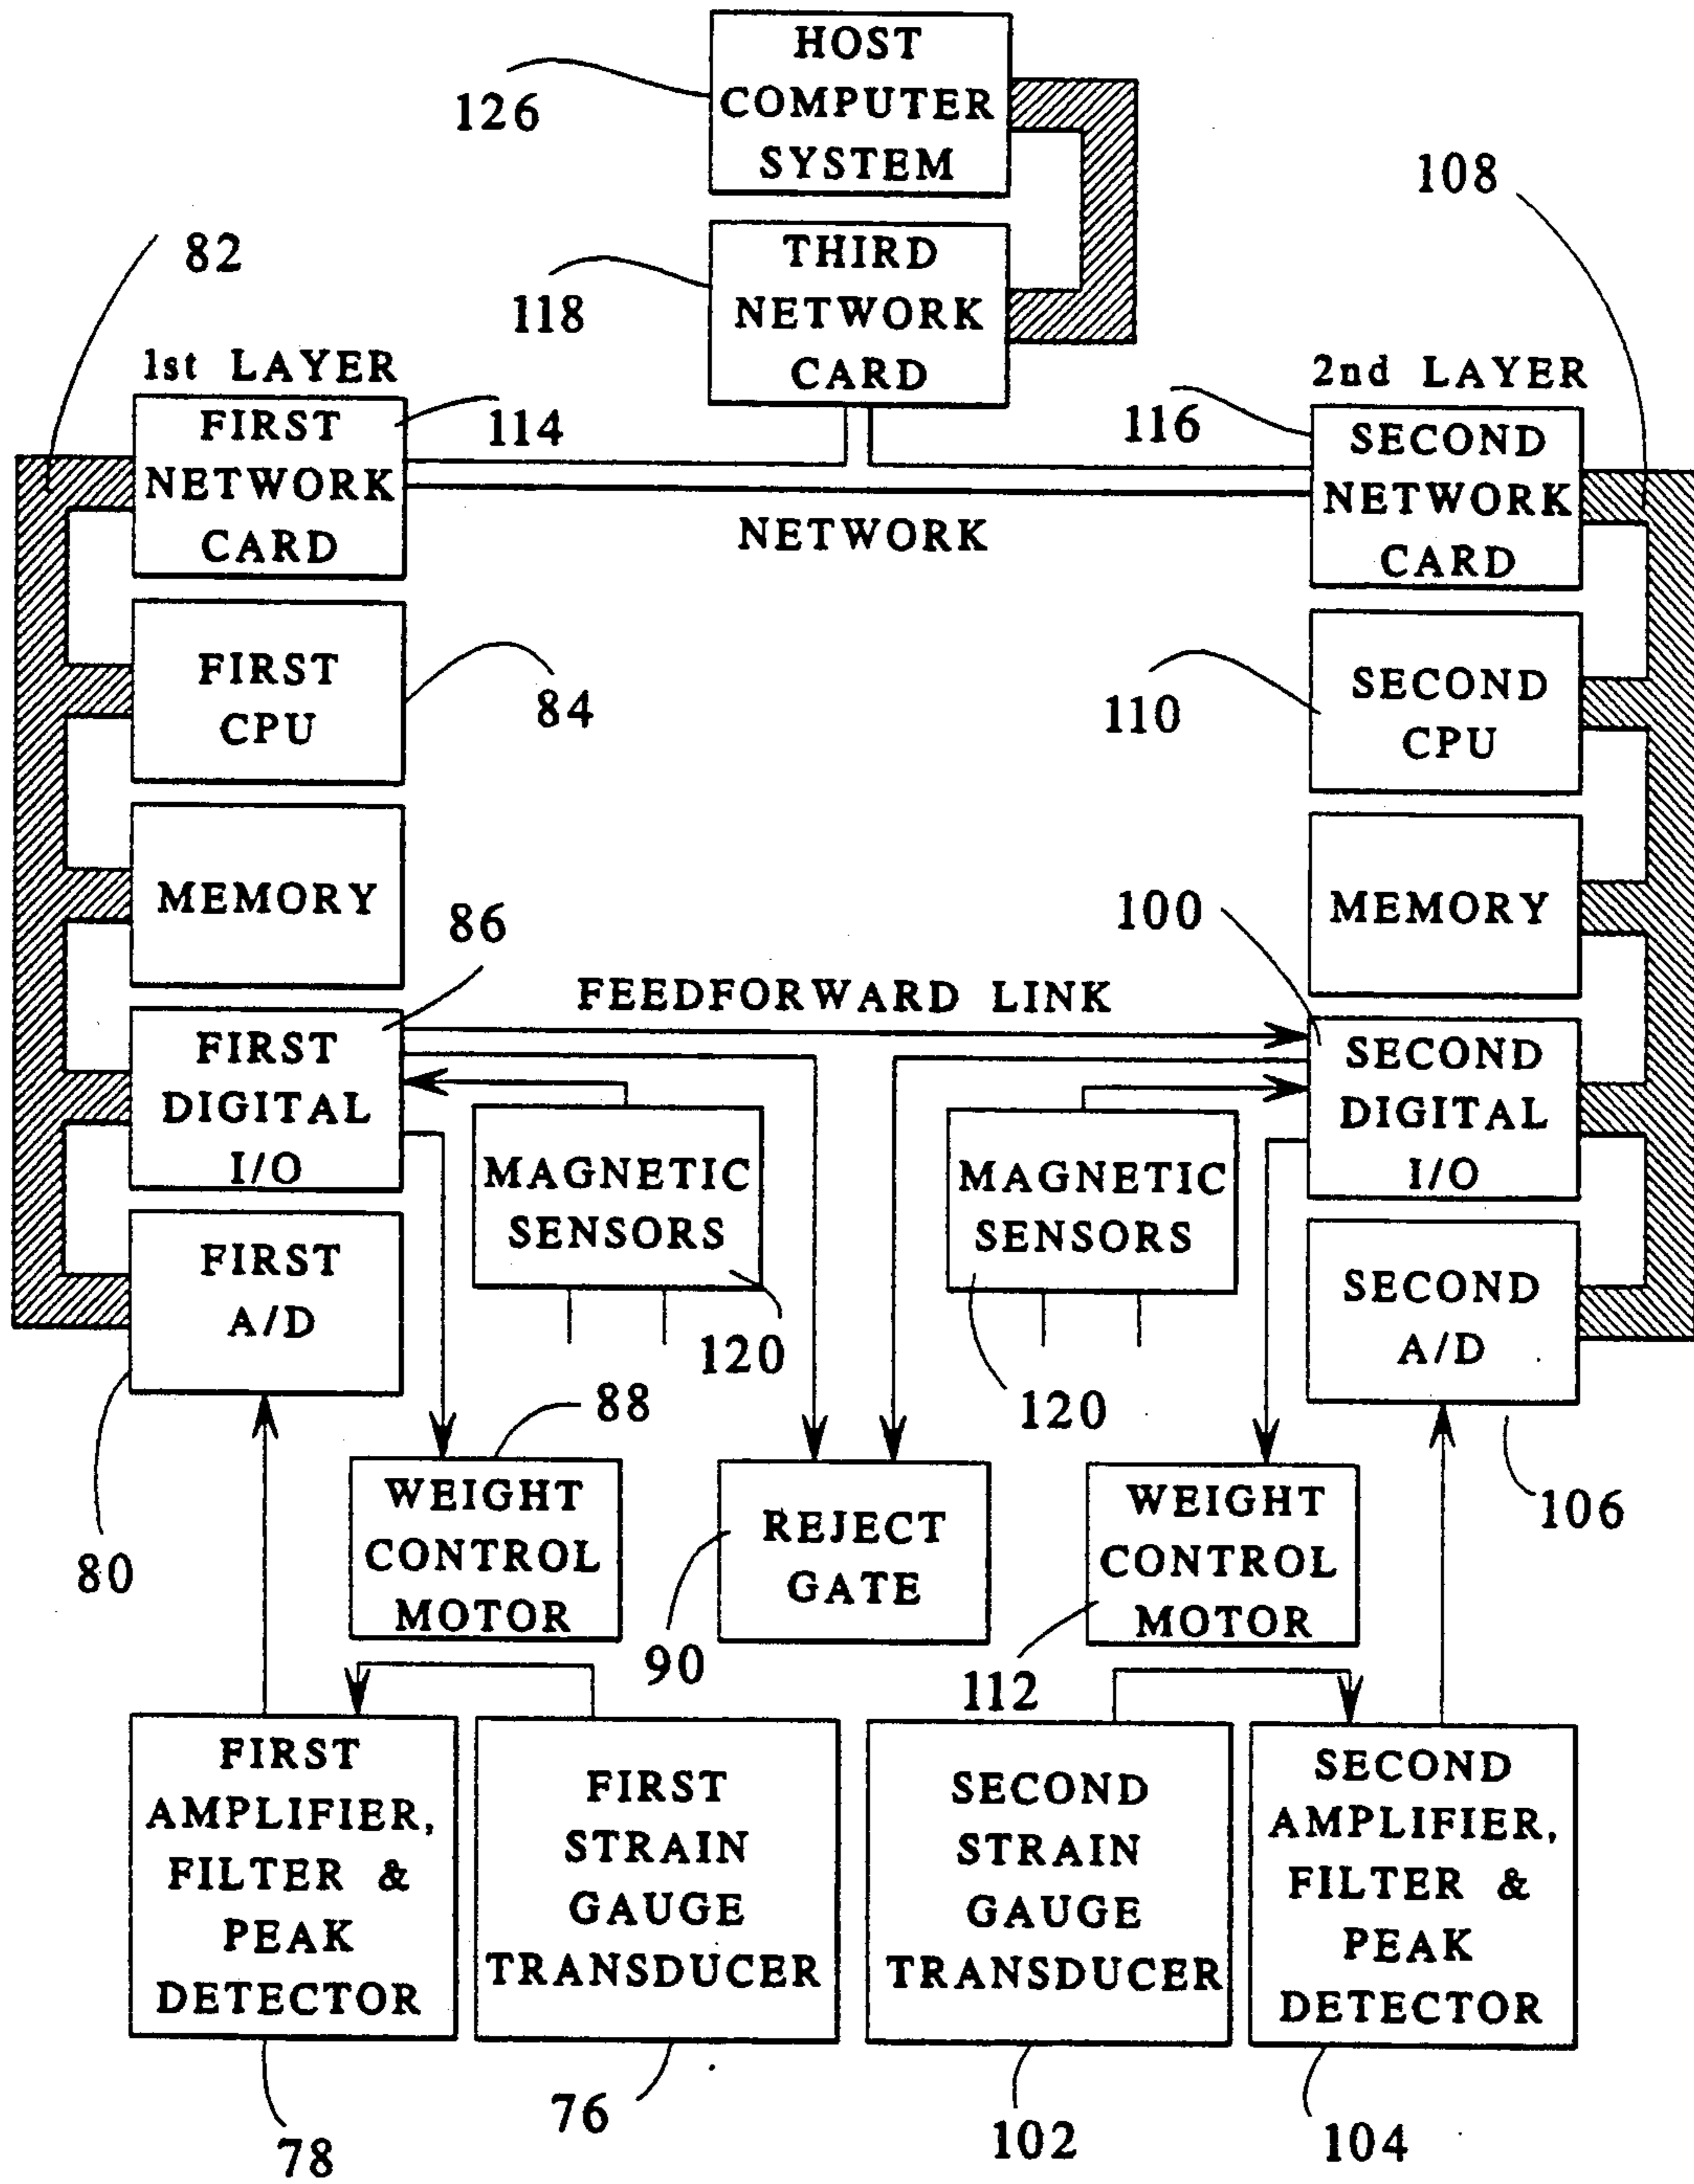 HOST
COMPUTER
SYSTEM
126
THIRD
NETWORK
CARD
118
108
82
1st LAYER
FIRST
NETWORK
CARD
114
NETWORK
2nd LAYER
116
SECOND
NETWORK
CARD
FIRST
CPU
84
110
SECOND
CPU
MEMORY
MEMORY
86
100
FEEDFORWARD LINK
FIRST
DIGITAL
I/O
SECOND
DIGITAL
I/O
MAGNETIC
SENSORS
120
MAGNETIC
SENSORS
120
FIRST
A/D
80
SECOND
A/D
106
88
WEIGHT
CONTROL
MOTOR
REJECT
GATE
90
WEIGHT
CONTROL
MOTOR
112
FIRST
AMPLIFIER,
FILTER &
PEAK
DETECTOR
78
FIRST
STRAIN
GAUGE
TRANSDUCER
76
SECOND
STRAIN
GAUGE
TRANSDUCER
102
SECOND
AMPLIFIER,
FILTER &
PEAK
DETECTOR
104